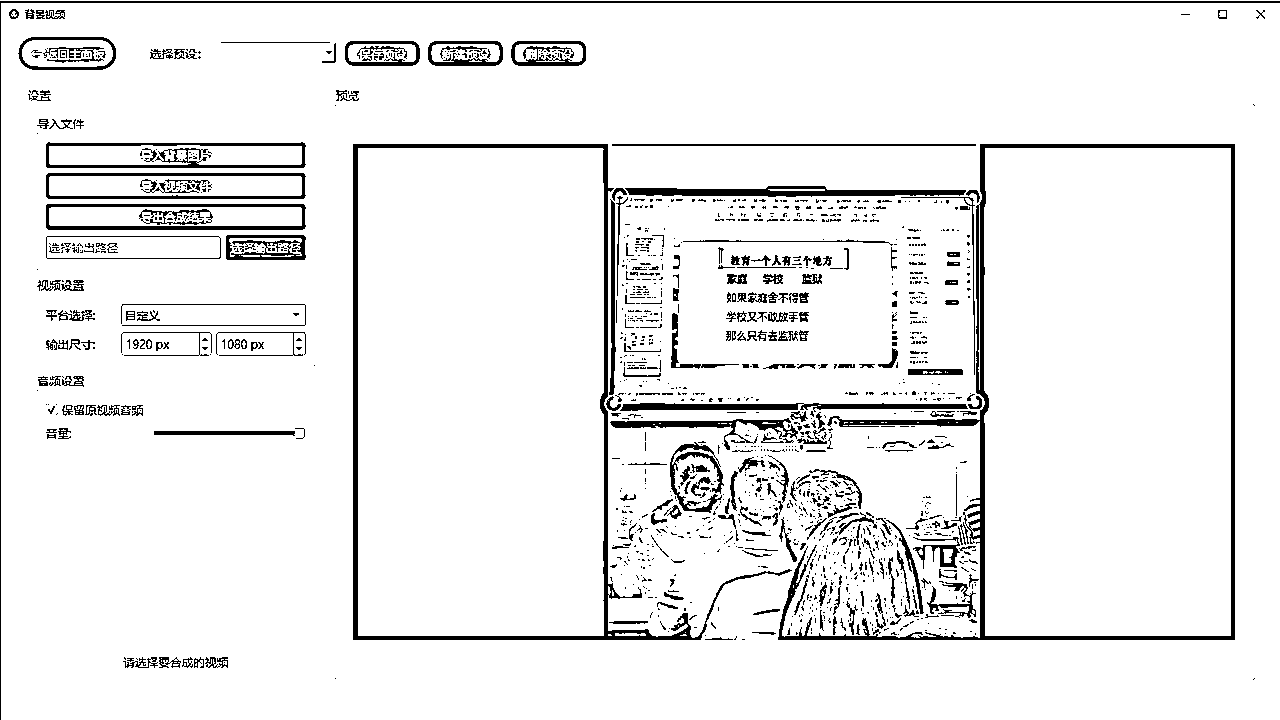 背景视频
返回主面板
选择预设:
保存预设
新建预设
删除预设
设置
预览
导入文件
导入背景图片
导入视频文件
导出合成结果
选择输出路径
选择输出路径
视频设置
平台选择:
自定义
输出尺寸:
1920 px
1080 px
音频设置
✓ 保留原视频音频
音量:
请选择要合成的视频
教育一个人有三个地方
家庭 学校 监狱
如果家庭舍不得管
学校又不敢放手管
那么只有去监狱管